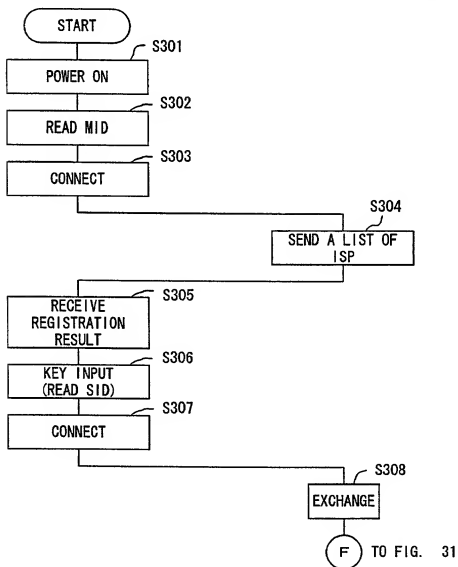 START
S301
POWER ON
S302
READ MID
S303
CONNECT
S304
SEND A LIST OF
ISP
S305
RECEIVE
REGISTRATION
RESULT
S306
KEY INPUT
(READ SID)
S307
CONNECT
S308
EXCHANGE
F TO FIG. 31